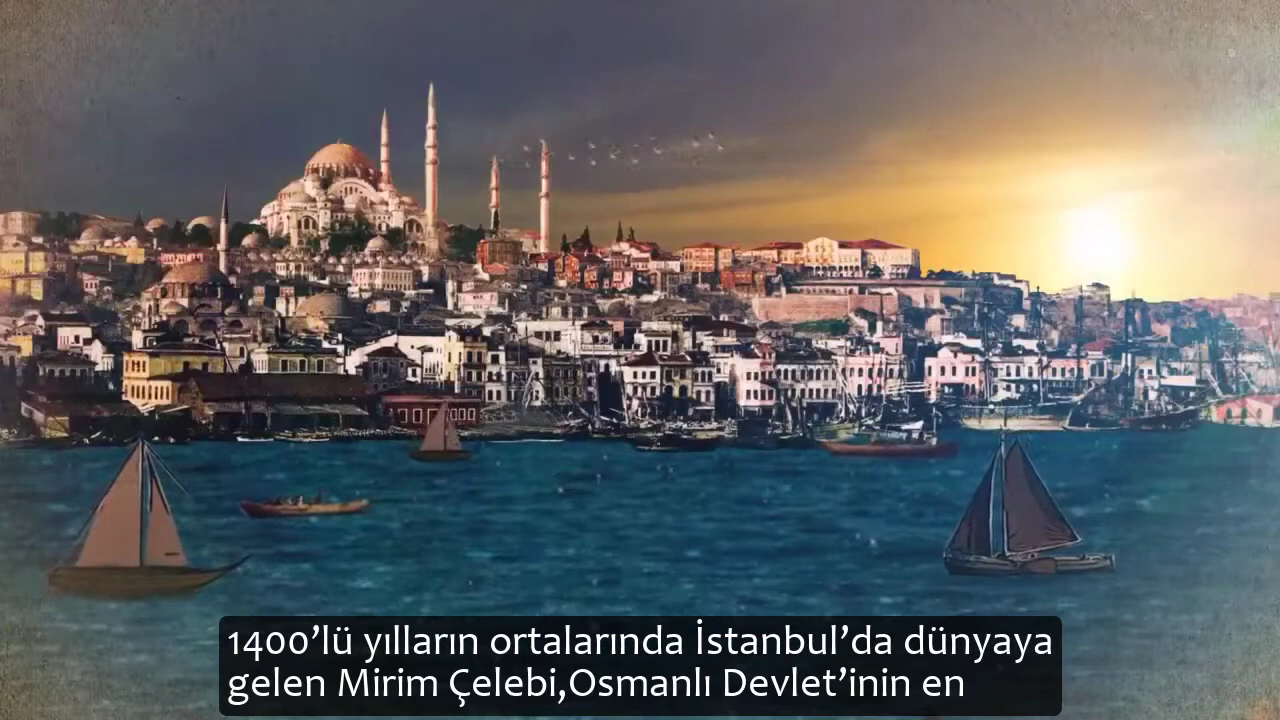 1400’lü yılların ortalarında İstanbul’da dünyaya
gelen Mirim Çelebi,Osmanlı Devlet’inin en